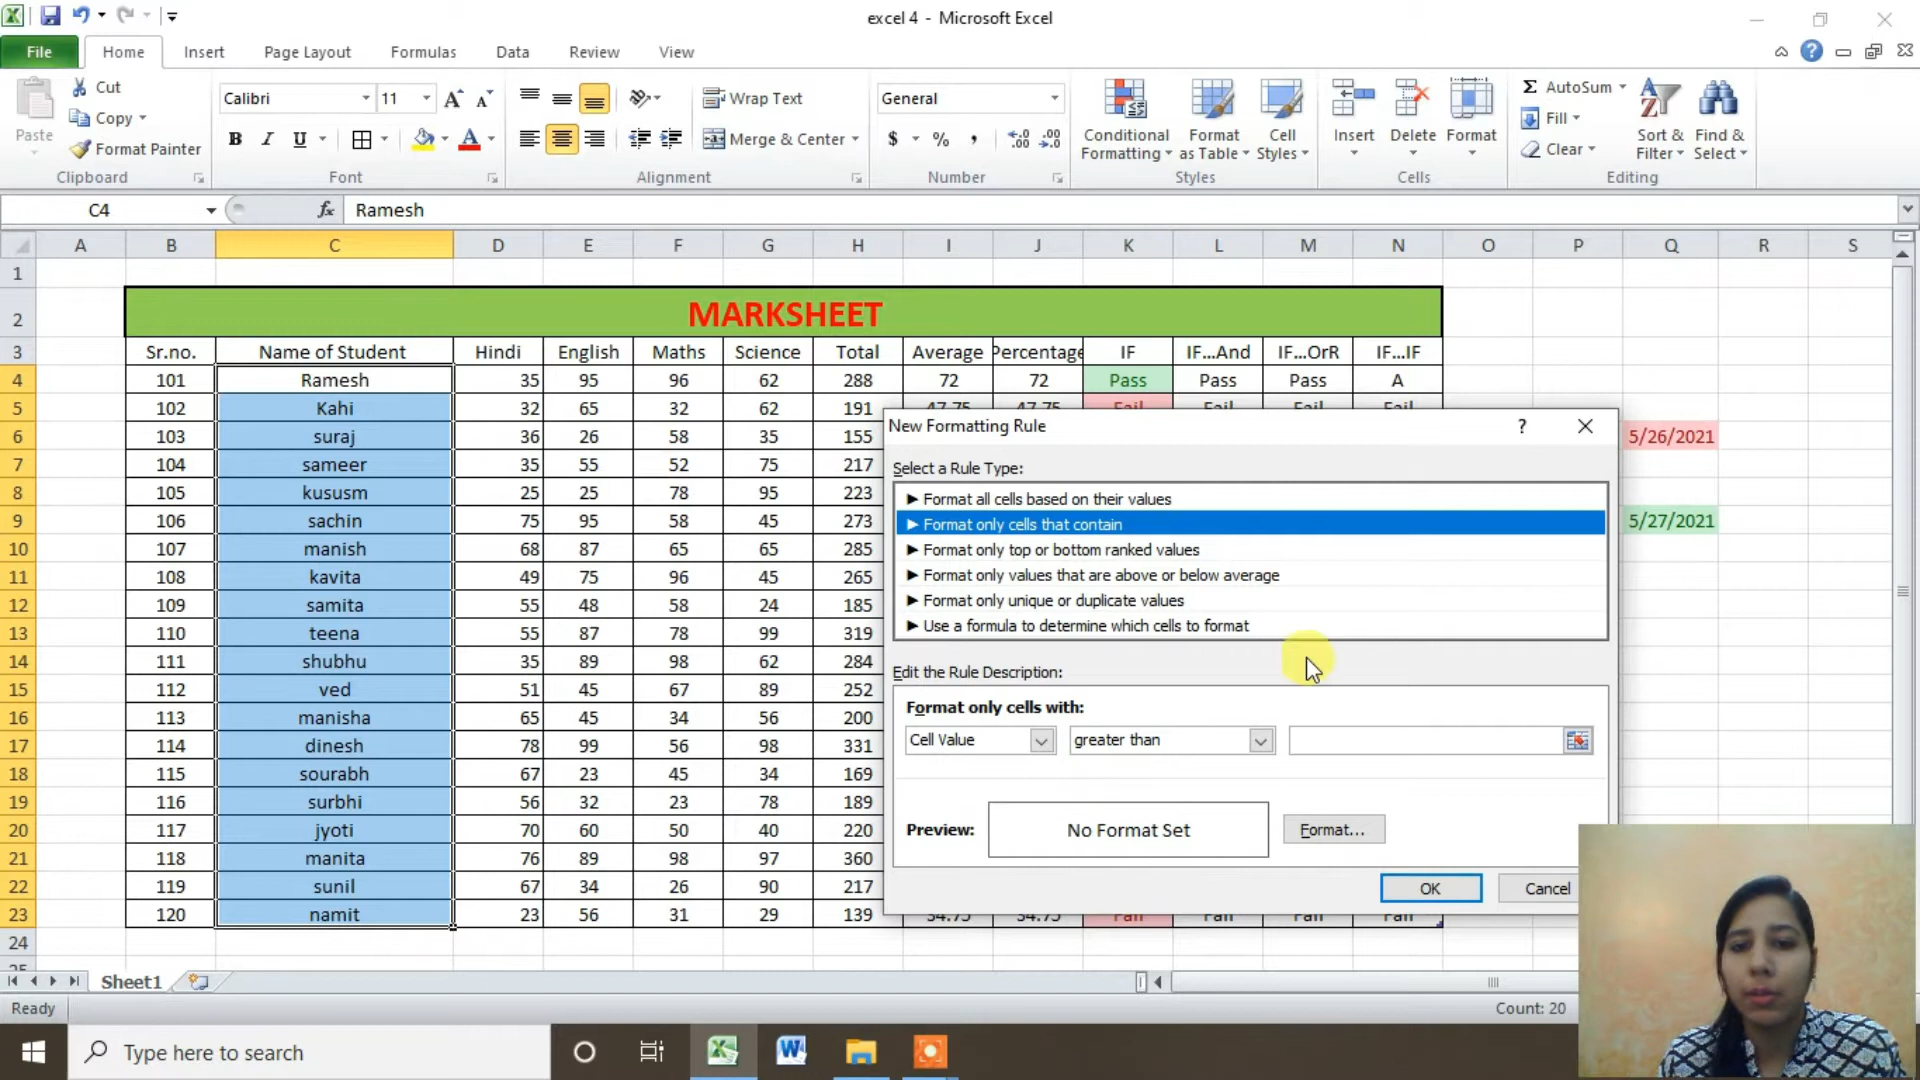 excel 4 - Microsoft Excel
File Home Insert Page Layout Formulas Data Review View
Paste Cut Copy Format Painter Clipboard
Calibri 11 B I U Font
Wrap Text Merge & Center Alignment
General $ % , Number
Conditional Formatting Format as Table Cell Styles Styles
Insert Delete Format Cells
Σ AutoSum Fill Clear Sort & Filter Find & Select Editing
C4 fx Ramesh
A B C D E F G H I J K L M N O P Q R S
1
2 MARKSHEET
3 Sr.no. Name of Student Hindi English Maths Science Total Average Percentage IF IF...And IF...OrR IF...IF
4 101 Ramesh 35 95 96 62 288 72 72 Pass Pass Pass A
5 102 Kahi 32 65 32 62 191 47.75 47.75 Fail Fail Fail Fail
6 103 suraj 36 26 58 35 155 5/26/2021
7 104 sameer 35 55 52 75 217
8 105 kususm 25 25 78 95 223
9 106 sachin 75 95 58 45 273 5/27/2021
10 107 manish 68 87 65 65 285
11 108 kavita 49 75 96 45 265
12 109 samita 55 48 58 24 185
13 110 teena 55 87 78 99 319
14 111 shubhu 35 89 98 62 284
15 112 ved 51 45 67 89 252
16 113 manisha 65 45 34 56 200
17 114 dinesh 78 99 56 98 331
18 115 sourabh 67 23 45 34 169
19 116 surbhi 56 32 23 78 189
20 117 jyoti 70 60 50 40 220
21 118 manita 76 89 98 97 360
22 119 sunil 67 34 26 90 217
23 120 namit 23 56 31 29 139 34.75 34.75 Fail Fail Fail Fail
24
25
New Formatting Rule ?
Select a Rule Type:
► Format all cells based on their values
► Format only cells that contain
► Format only top or bottom ranked values
► Format only values that are above or below average
► Format only unique or duplicate values
► Use a formula to determine which cells to format
Edit the Rule Description:
Format only cells with:
Cell Value greater than
Preview: No Format Set Format...
OK Cancel
Sheet1
Ready Count: 20
Type here to search